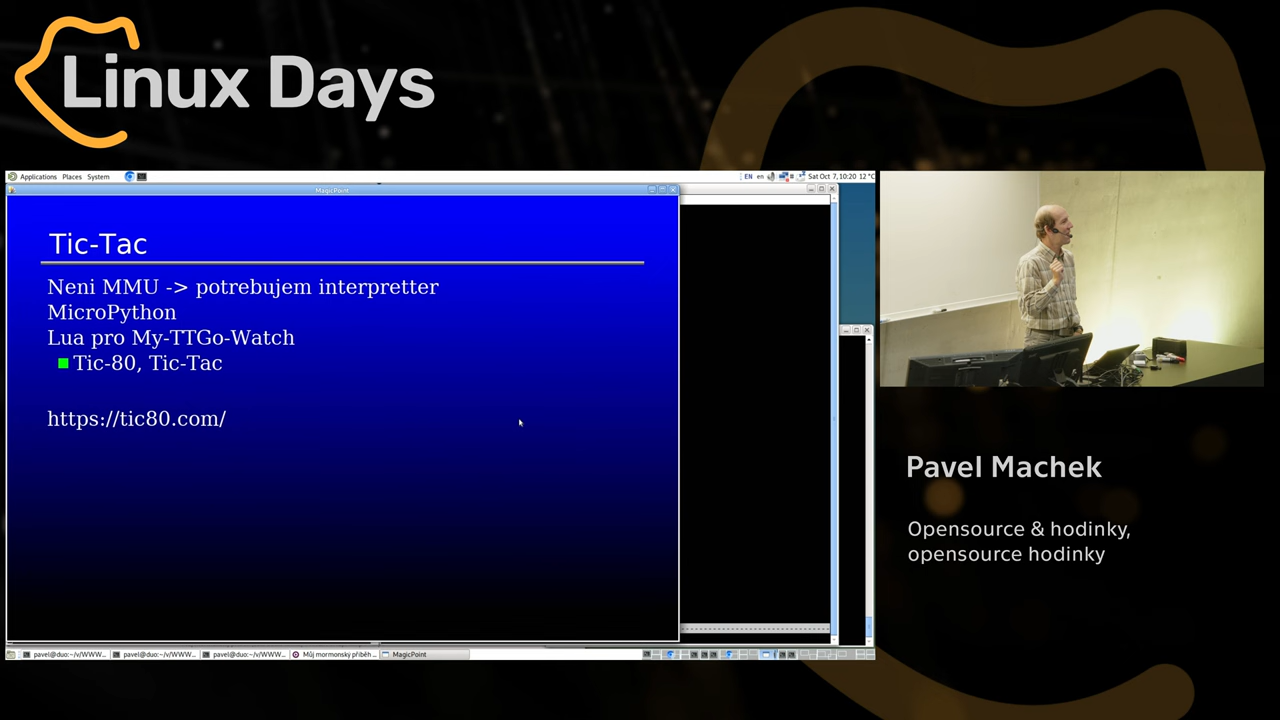 Linux Days
Applications Places System
EN en Sat Oct 7, 10:20 12 °C
MagicPoint
Tic-Tac
Neni MMU -> potrebujem interpretter
MicroPython
Lua pro My-TTGo-Watch
Tic-80, Tic-Tac
https://tic80.com/
pavel@duo:~/v/WWW... pavel@duo:~/v/WWW... pavel@duo:~/v/WWW... Můj mormonský příběh ... MagicPoint
Pavel Machek
Opensource & hodinky,
opensource hodinky